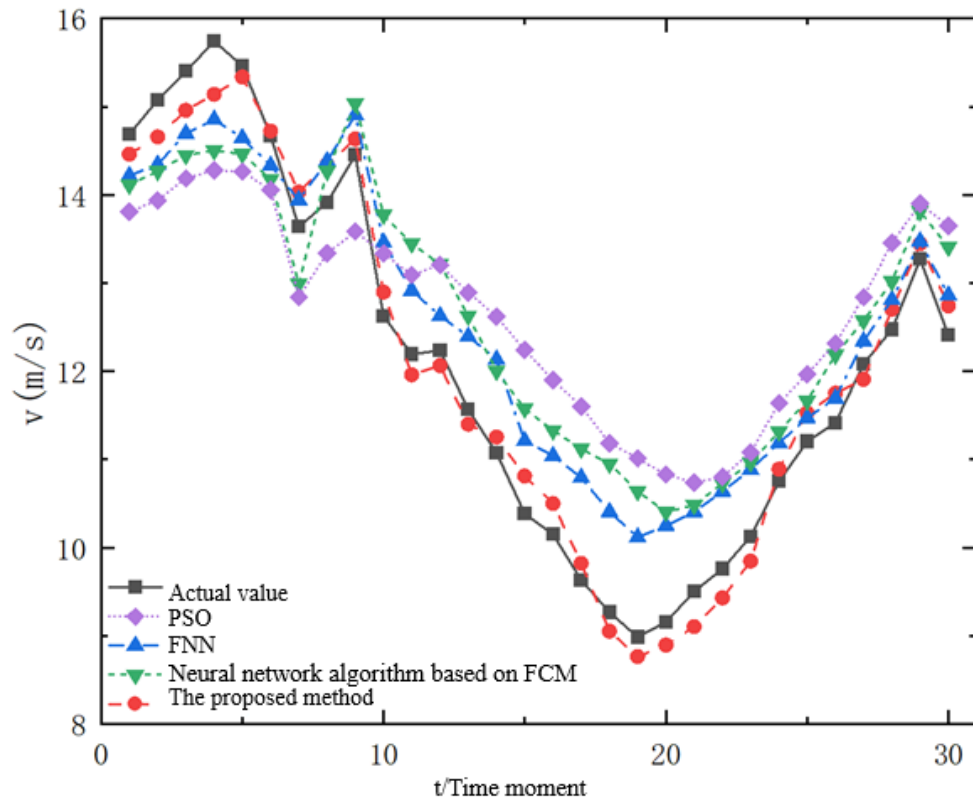 16
14
12
10
8
v (m/s)
Actual value
PSO
FNN
Neural network algorithm based on FCM
The proposed method
0
10
20
30
t/Time moment